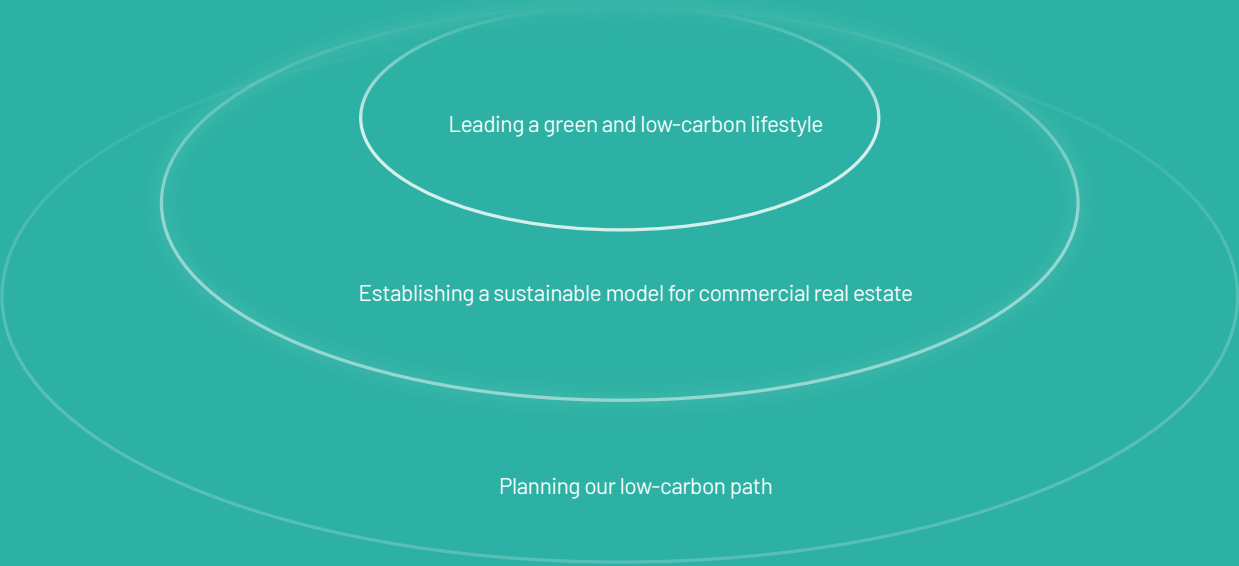 Leading a green and low-carbon lifestyle
Establishing a sustainable model for commercial real estate
Planning our low-carbon path